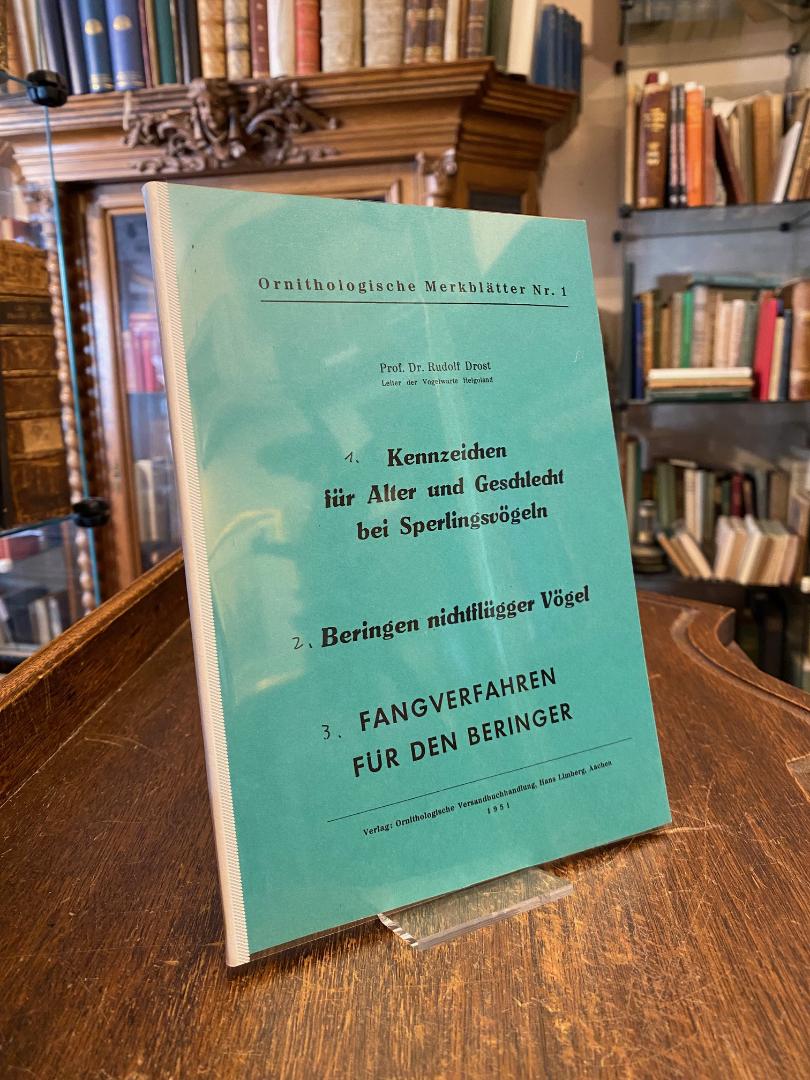 Ornithologische Merkblätter Nr. 1
Prof. Dr. Rudolf Drost
Leiter der Vogelwarte Helgoland
1. Kennzeichen
für Alter und Geschlecht
bei Sperlingsvögeln
2. Beringen nichtflügger Vögel
3. FANGVERFAHREN
FÜR DEN BERINGER
Verlag: Ornithologische Versandbuchhandlung, Hans Limberg, Aachen
1951